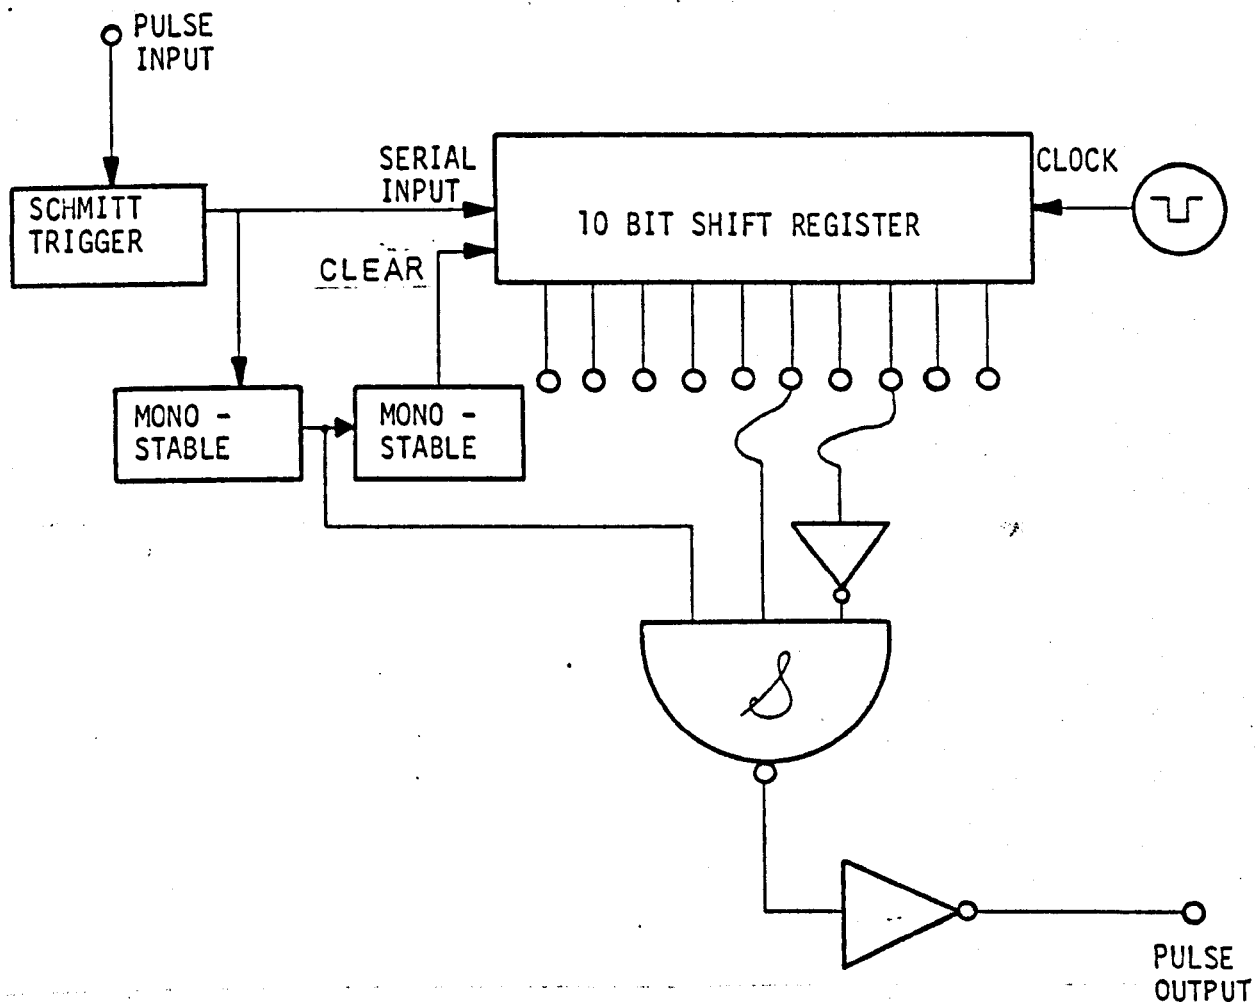 PULSE
INPUT
SERIAL
INPUT
CLOCK
SCHMITT
TRIGGER
10 BIT SHIFT REGISTER
CLEAR
MONO -
STABLE
MONO -
STABLE
&
PULSE
OUTPUT